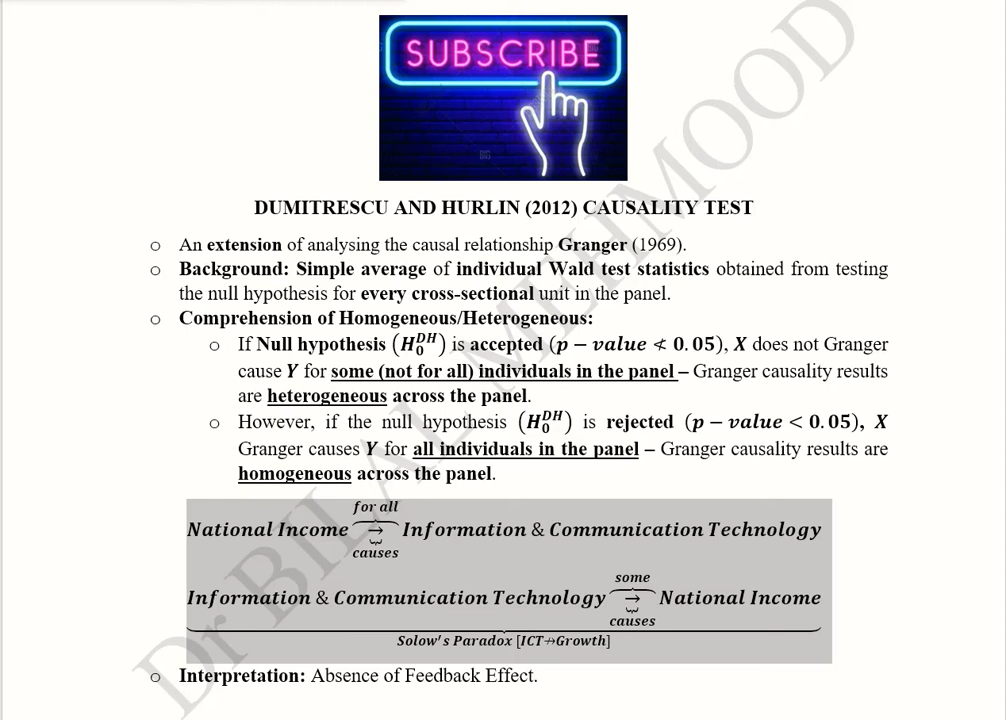 SUBSCRIBE
DUMITRESCU AND HURLIN (2012) CAUSALITY TEST
o An extension of analysing the causal relationship Granger (1969).
o Background: Simple average of individual Wald test statistics obtained from testing
the null hypothesis for every cross-sectional unit in the panel.
o Comprehension of Homogeneous/Heterogeneous:
o If Null hypothesis (H₀ᴰᴴ) is accepted (p − value ≮ 0.05), X does not Granger
cause Y for some (not for all) individuals in the panel – Granger causality results
are heterogeneous across the panel.
o However, if the null hypothesis (H₀ᴰᴴ) is rejected (p − value < 0.05), X
Granger causes Y for all individuals in the panel – Granger causality results are
homogeneous across the panel.
for all
National Income → Information & Communication Technology
causes
some
Information & Communication Technology → National Income
causes
Solow's Paradox [ICT↛Growth]
o Interpretation: Absence of Feedback Effect.
Dr BILAL MEHMOOD